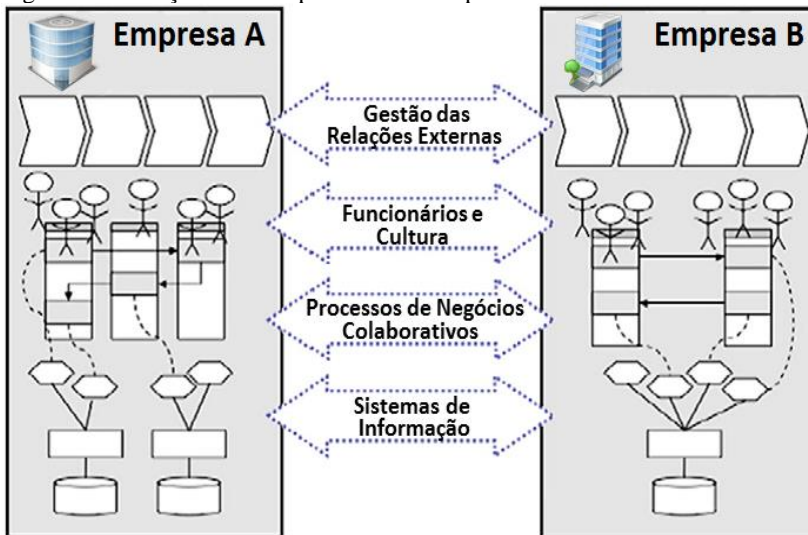 Empresa A
Empresa B
Gestão das
Relações Externas
Funcionários e
Cultura
Processos de Negócios
Colaborativos
Sistemas de
Informação